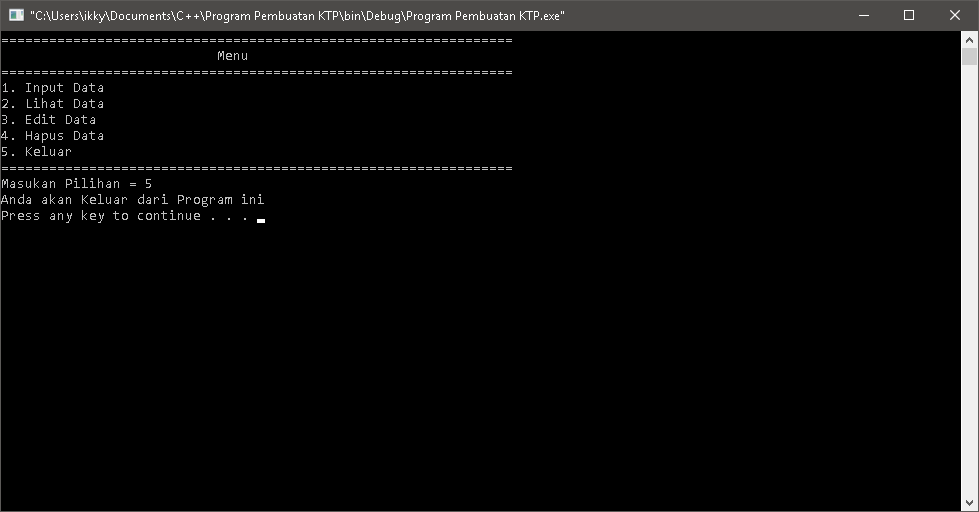 "C:\Users\ikky\Documents\C++\Program Pembuatan KTP\bin\Debug\Program Pembuatan KTP.exe"
================================================================
Menu
================================================================
1. Input Data
2. Lihat Data
3. Edit Data
4. Hapus Data
5. Keluar
================================================================
Masukan Pilihan = 5
Anda akan Keluar dari Program ini
Press any key to continue . . .